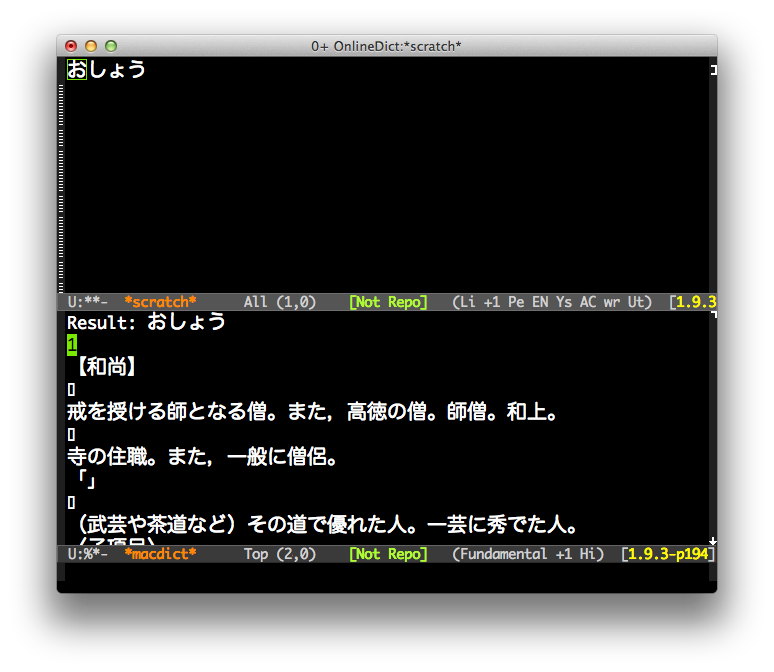 0+ OnlineDict:*scratch*
おしょう
U:**- *scratch* All (1,0) [Not Repo] (Li +1 Pe EN Ys AC wr Ut) [1.9.3
Result: おしょう
1
【和尚】
▯
戒を授ける師となる僧。また，高徳の僧。師僧。和上。
▯
寺の住職。また，一般に僧侶。
「」
▯
（武芸や茶道など）その道で優れた人。一芸に秀でた人。
U:%*- *macdict* Top (2,0) [Not Repo] (Fundamental +1 Hi) [1.9.3-p194]